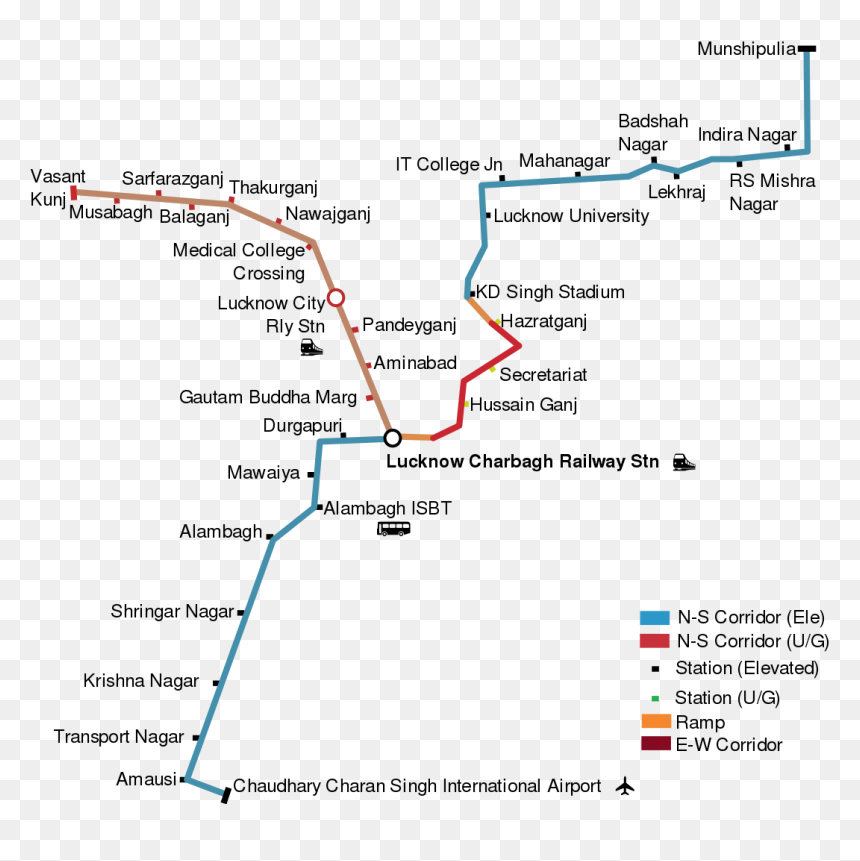 Munshipulia
Badshah
Nagar
Indira Nagar
IT College Jn
Mahanagar
Lekhraj
RS Mishra
Nagar
Vasant
Kunj
Sarfarazganj
Thakurganj
Musabagh
Balaganj
Nawajganj
Lucknow University
Medical College
Crossing
KD Singh Stadium
Lucknow City
Rly Stn
Pandeyganj
Hazratganj
Aminabad
Secretariat
Gautam Buddha Marg
Hussain Ganj
Durgapuri
Lucknow Charbagh Railway Stn
Mawaiya
Alambagh ISBT
Alambagh
Shringar Nagar
Krishna Nagar
Transport Nagar
Amausi
Chaudhary Charan Singh International Airport
N-S Corridor (Ele)
N-S Corridor (U/G)
Station (Elevated)
Station (U/G)
Ramp
E-W Corridor